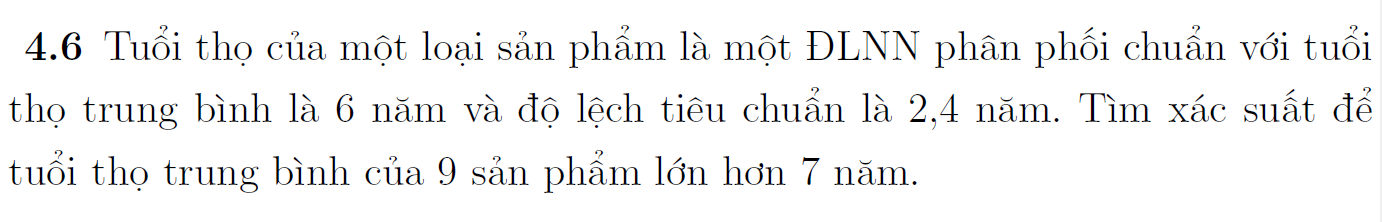 4.6 Tuổi thọ của một loại sản phẩm là một ĐLNN phân phối chuẩn với tuổi
thọ trung bình là 6 năm và độ lệch tiêu chuẩn là 2,4 năm. Tìm xác suất để
tuổi thọ trung bình của 9 sản phẩm lớn hơn 7 năm.